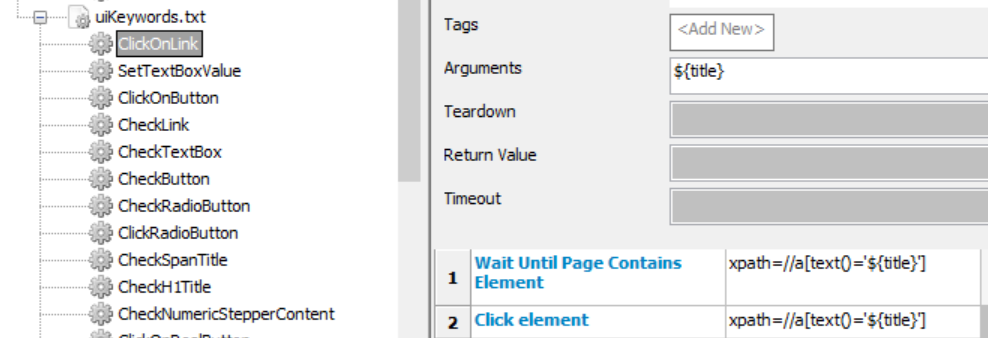 uiKeywords.txt
ClickOnLink
SetTextBoxValue
ClickOnButton
CheckLink
CheckTextBox
CheckButton
CheckRadioButton
ClickRadioButton
CheckSpanTitle
CheckH1Title
CheckNumericStepperContent
Tags
<Add New>
Arguments
${title}
Teardown
Return Value
Timeout
1 Wait Until Page Contains xpath=//a[text()='${title}']
Element
2 Click element xpath=//a[text()='${title}']